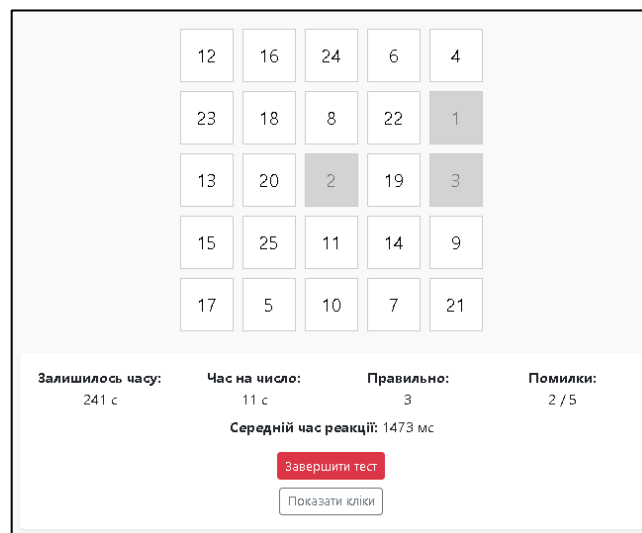 12 16 24 6 4
23 18 8 22 1
13 20 2 19 3
15 25 11 14 9
17 5 10 7 21
Залишилось часу: Час на число: Правильно: Помилки:
241 с 11 с 3 2 / 5
Середній час реакції: 1473 мс
Завершити тест
Показати кліки